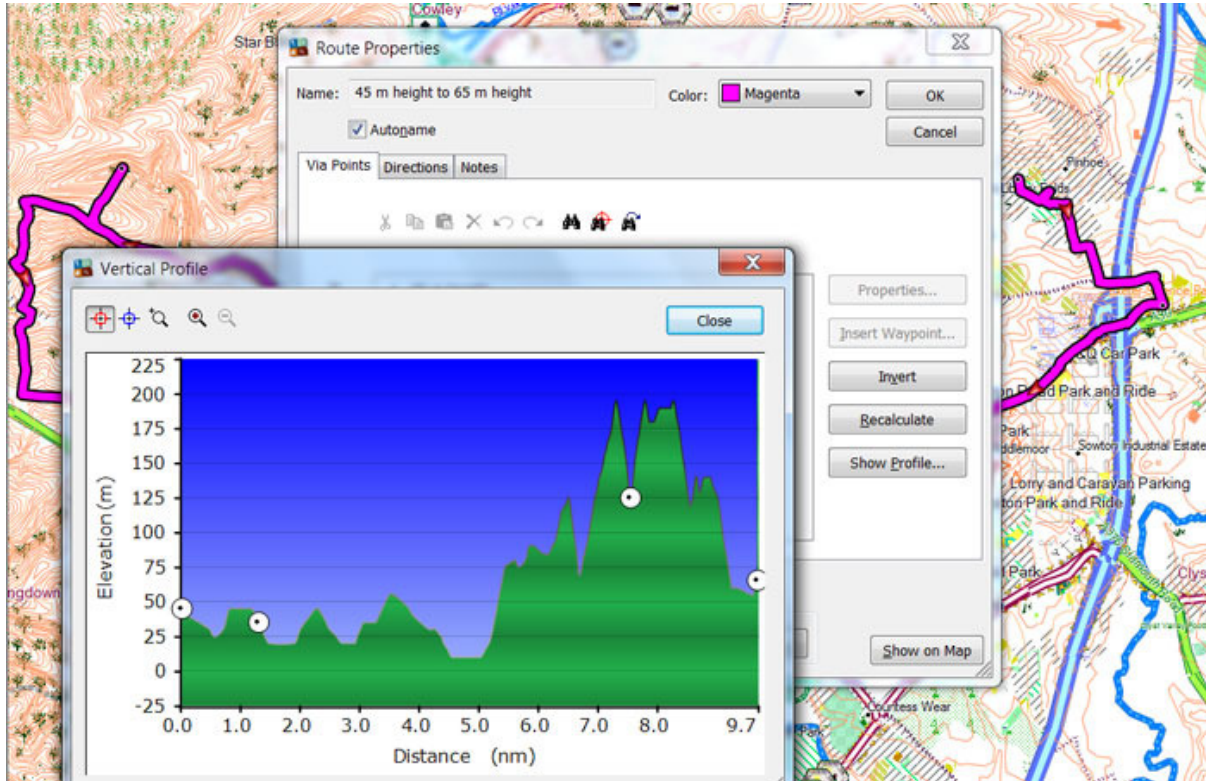 Cowley
Star Bl
Route Properties
Name: 45 m height to 65 m height
Color: Magenta
OK
Autoname
Cancel
Via Points Directions Notes
Pinhoe
Vertical Profile
Close
Properties...
Insert Waypoint...
Invert
Recalculate
Show Profile...
Show on Map
Elevation (m)
225
200
175
150
125
100
75
50
25
0
-25
0.0 1.0 2.0 3.0 4.0 5.0 6.0 7.0 8.0 9.7
Distance (nm)
&Q Car Park
Park and Ride
Park
ddlemoor
Sowton Industrial Estate
Lorry and Caravan Parking
ton Park and Ride
l Park
Clys
ngdown
Countess Wear